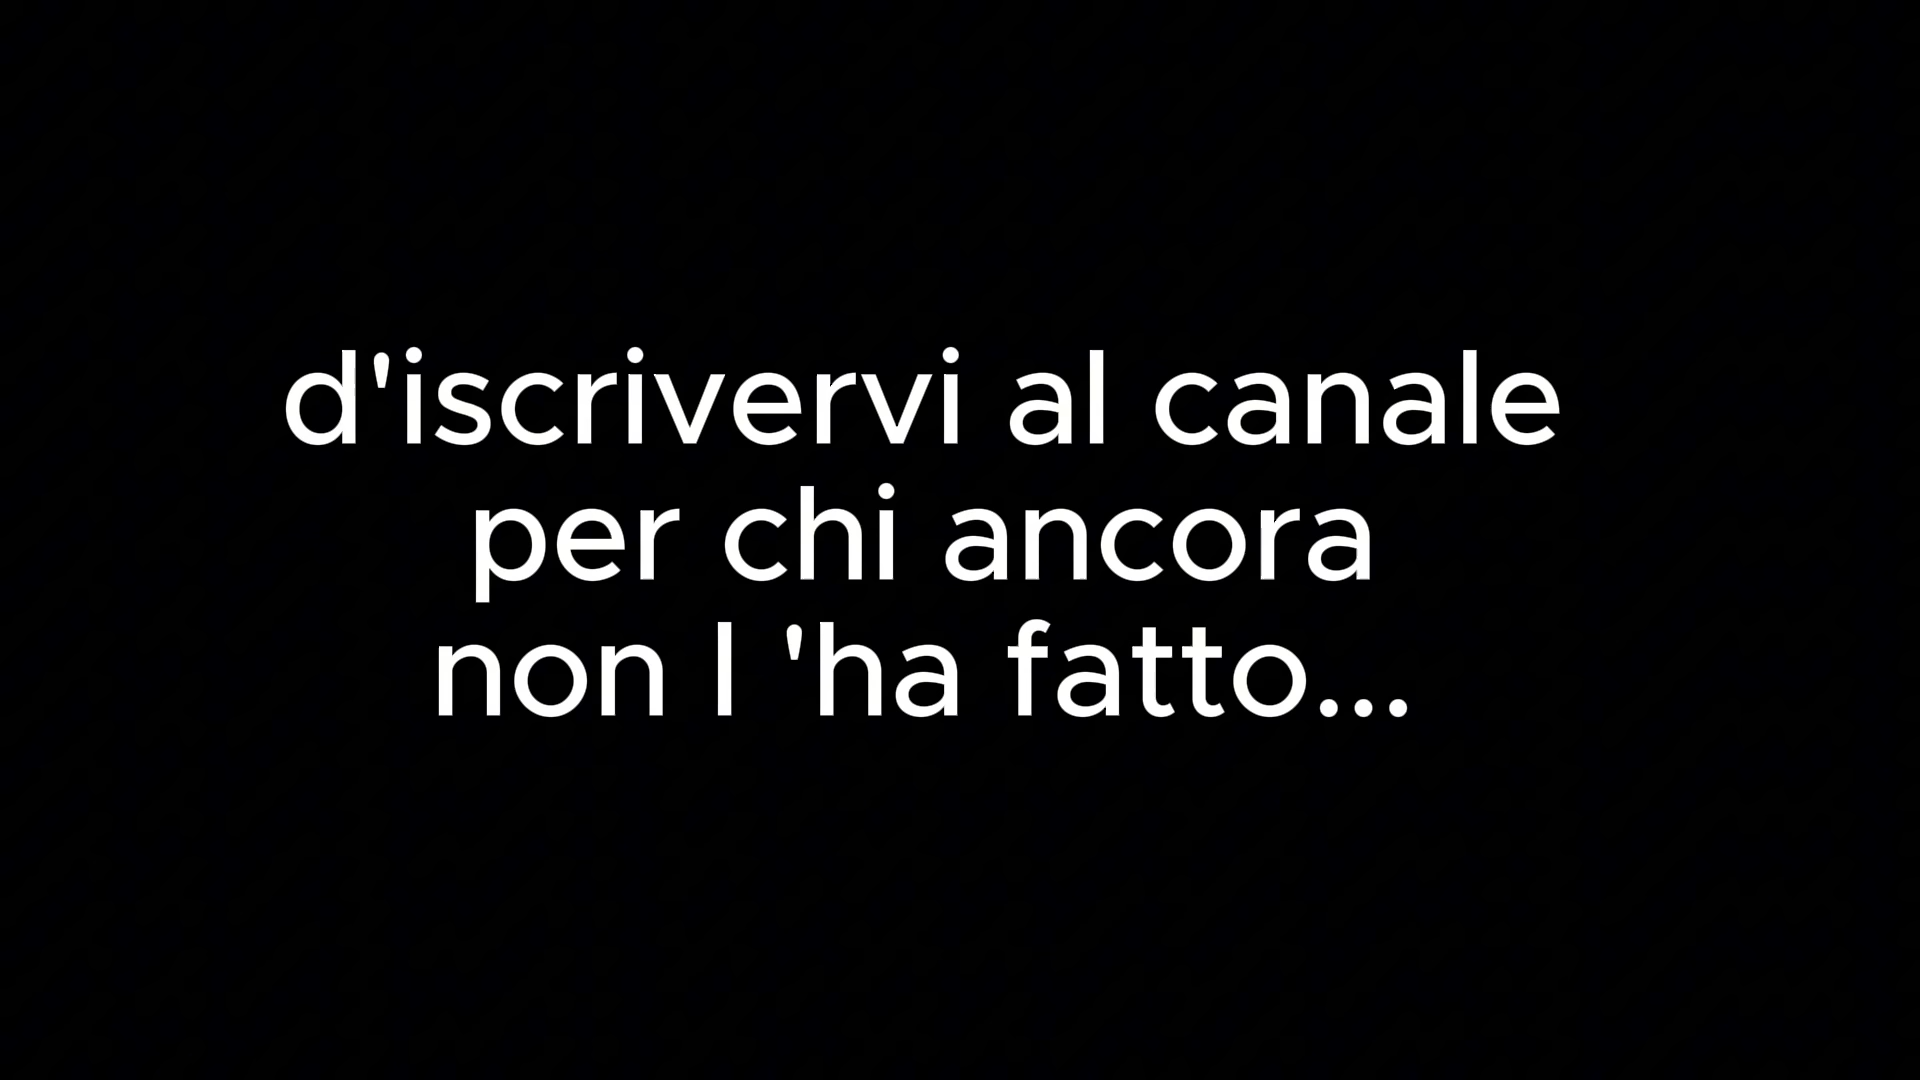 d'iscrivervi al canale
per chi ancora
non l 'ha fatto...